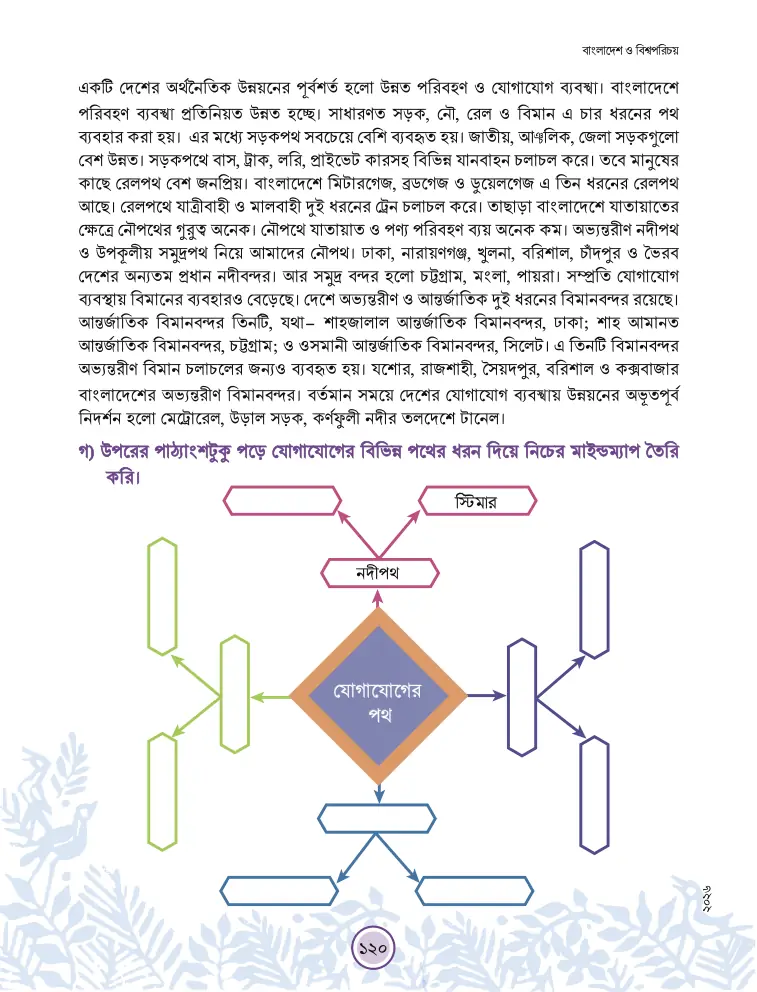 বাংলাদেশ ও বিশ্বপরিচয়
একটি দেশের অর্থনৈতিক উন্নয়নের পূর্বশর্ত হলো উন্নত পরিবহণ ও যোগাযোগ ব্যবস্থা। বাংলাদেশে
পরিবহণ ব্যবস্থা প্রতিনিয়ত উন্নত হচ্ছে। সাধারণত সড়ক, নৌ, রেল ও বিমান এ চার ধরনের পথ
ব্যবহার করা হয়। এর মধ্যে সড়কপথ সবচেয়ে বেশি ব্যবহৃত হয়। জাতীয়, আঞ্চলিক, জেলা সড়কগুলো
বেশ উন্নত। সড়কপথে বাস, ট্রাক, লরি, প্রাইভেট কারসহ বিভিন্ন যানবাহন চলাচল করে। তবে মানুষের
কাছে রেলপথ বেশ জনপ্রিয়। বাংলাদেশে মিটারগেজ, ব্রডগেজ ও ডুয়েলগেজ এ তিন ধরনের রেলপথ
আছে। রেলপথে যাত্রীবাহী ও মালবাহী দুই ধরনের ট্রেন চলাচল করে। তাছাড়া বাংলাদেশে যাতায়াতের
ক্ষেত্রে নৌপথের গুরুত্ব অনেক। নৌপথে যাতায়াত ও পণ্য পরিবহণ ব্যয় অনেক কম। অভ্যন্তরীণ নদীপথ
ও উপকূলীয় সমুদ্রপথ নিয়ে আমাদের নৌপথ। ঢাকা, নারায়ণগঞ্জ, খুলনা, বরিশাল, চাঁদপুর ও ভৈরব
দেশের অন্যতম প্রধান নদীবন্দর। আর সমুদ্র বন্দর হলো চট্টগ্রাম, মংলা, পায়রা। সম্প্রতি যোগাযোগ
ব্যবস্থায় বিমানের ব্যবহারও বেড়েছে। দেশে অভ্যন্তরীণ ও আন্তর্জাতিক দুই ধরনের বিমানবন্দর রয়েছে।
আন্তর্জাতিক বিমানবন্দর তিনটি, যথা– শাহজালাল আন্তর্জাতিক বিমানবন্দর, ঢাকা; শাহ আমানত
আন্তর্জাতিক বিমানবন্দর, চট্টগ্রাম; ও ওসমানী আন্তর্জাতিক বিমানবন্দর, সিলেট। এ তিনটি বিমানবন্দর
অভ্যন্তরীণ বিমান চলাচলের জন্যও ব্যবহৃত হয়। যশোর, রাজশাহী, সৈয়দপুর, বরিশাল ও কক্সবাজার
বাংলাদেশের অভ্যন্তরীণ বিমানবন্দর। বর্তমান সময়ে দেশের যোগাযোগ ব্যবস্থায় উন্নয়নের অভূতপূর্ব
নিদর্শন হলো মেট্রোরেল, উড়াল সড়ক, কর্ণফুলী নদীর তলদেশে টানেল।
গ) উপরের পাঠ্যাংশটুকু পড়ে যোগাযোগের বিভিন্ন পথের ধরন দিয়ে নিচের মাইন্ডম্যাপ তৈরি
করি।
স্টিমার
নদীপথ
যোগাযোগের
পথ
২০২৬
১২০